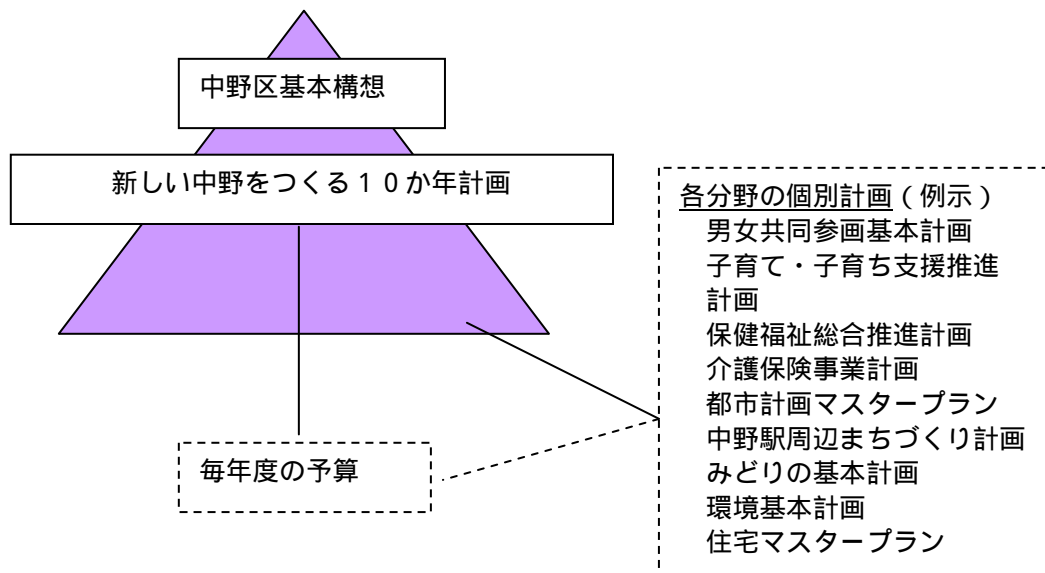 中野区基本構想
新しい中野をつくる１０か年計画
毎年度の予算
各分野の個別計画（例示）
男女共同参画基本計画
子育て・子育ち支援推進
計画
保健福祉総合推進計画
介護保険事業計画
都市計画マスタープラン
中野駅周辺まちづくり計画
みどりの基本計画
環境基本計画
住宅マスタープラン